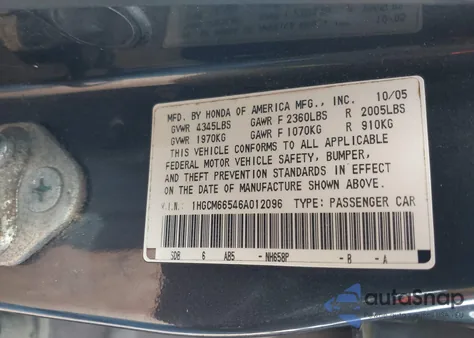 MFD. BY HONDA OF AMERICA MFG., INC. 10/05
GVWR 4345LBS GAWR F 2360LBS R 2005LBS
GVWR 1970KG GAWR F 1070KG R 910KG
THIS VEHICLE CONFORMS TO ALL APPLICABLE
FEDERAL MOTOR VEHICLE SAFETY, BUMPER,
AND THEFT PREVENTION STANDARDS IN EFFECT
ON THE DATE OF MANUFACTURE SHOWN ABOVE.
V.I.N: 1HGCM66546A012096 TYPE: PASSENGER CAR
SDB 6 AB5 - NH658P - B - A
autoSnap